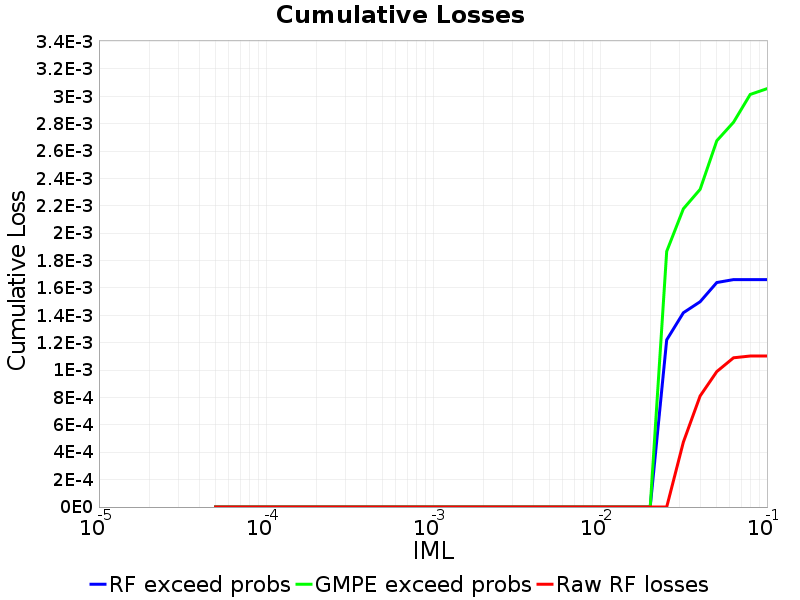 Cumulative Losses
3.4E-3
3.2E-3
3E-3
2.8E-3
2.6E-3
2.4E-3
2.2E-3
2E-3
1.8E-3
1.6E-3
1.4E-3
1.2E-3
1E-3
8E-4
6E-4
4E-4
2E-4
0E0
Cumulative Loss
10^-5 10^-4 10^-3 10^-2 10^-1
IML
RF exceed probs GMPE exceed probs Raw RF losses